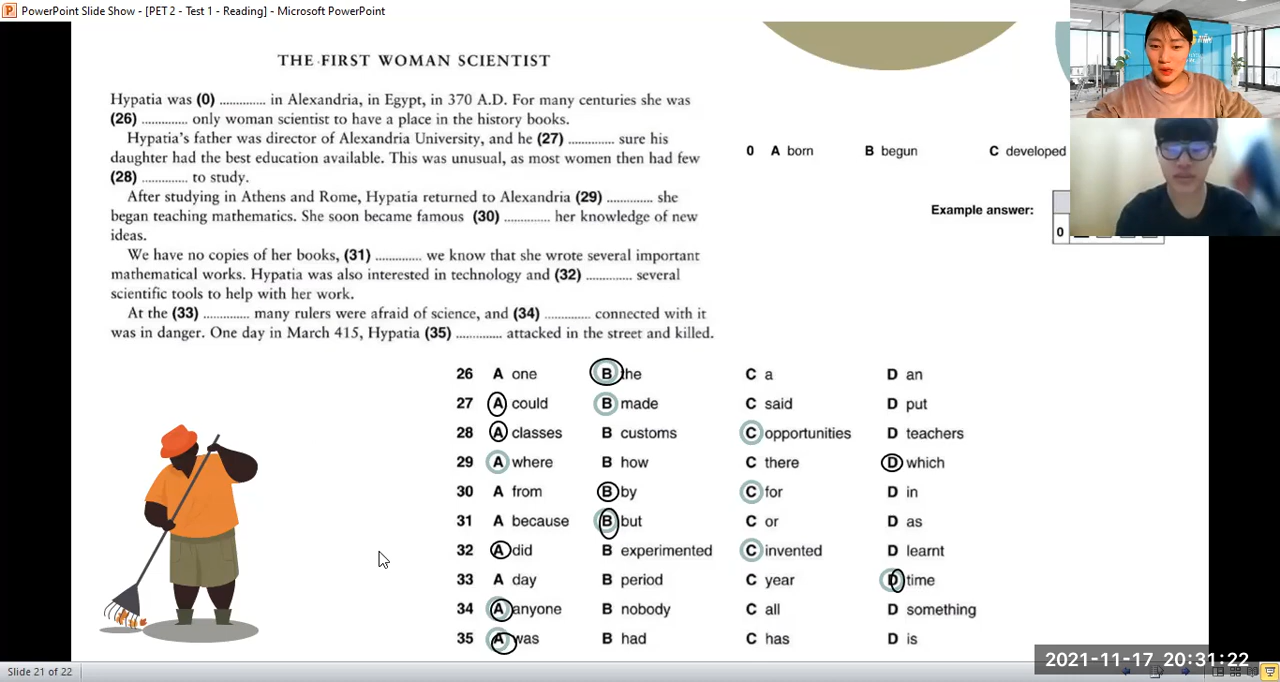 PowerPoint Slide Show - [PET 2 - Test 1 - Reading] - Microsoft PowerPoint
THE FIRST WOMAN SCIENTIST
Hypatia was (0) ............. in Alexandria, in Egypt, in 370 A.D. For many centuries she was
(26) ............. only woman scientist to have a place in the history books.
Hypatia's father was director of Alexandria University, and he (27) ............. sure his
daughter had the best education available. This was unusual, as most women then had few
(28) ............. to study.
After studying in Athens and Rome, Hypatia returned to Alexandria (29) ............. she
began teaching mathematics. She soon became famous (30) ............. her knowledge of new
ideas.
We have no copies of her books, (31) ............. we know that she wrote several important
mathematical works. Hypatia was also interested in technology and (32) ............. several
scientific tools to help with her work.
At the (33) ............. many rulers were afraid of science, and (34) ............. connected with it
was in danger. One day in March 415, Hypatia (35) ............. attacked in the street and killed.
0 A born B begun C developed
Example answer:
0
26 A one B the C a D an
27 A could B made C said D put
28 A classes B customs C opportunities D teachers
29 A where B how C there D which
30 A from B by C for D in
31 A because B but C or D as
32 A did B experimented C invented D learnt
33 A day B period C year D time
34 A anyone B nobody C all D something
35 A was B had C has D is
2021-11-17 20:31:22
Slide 21 of 22